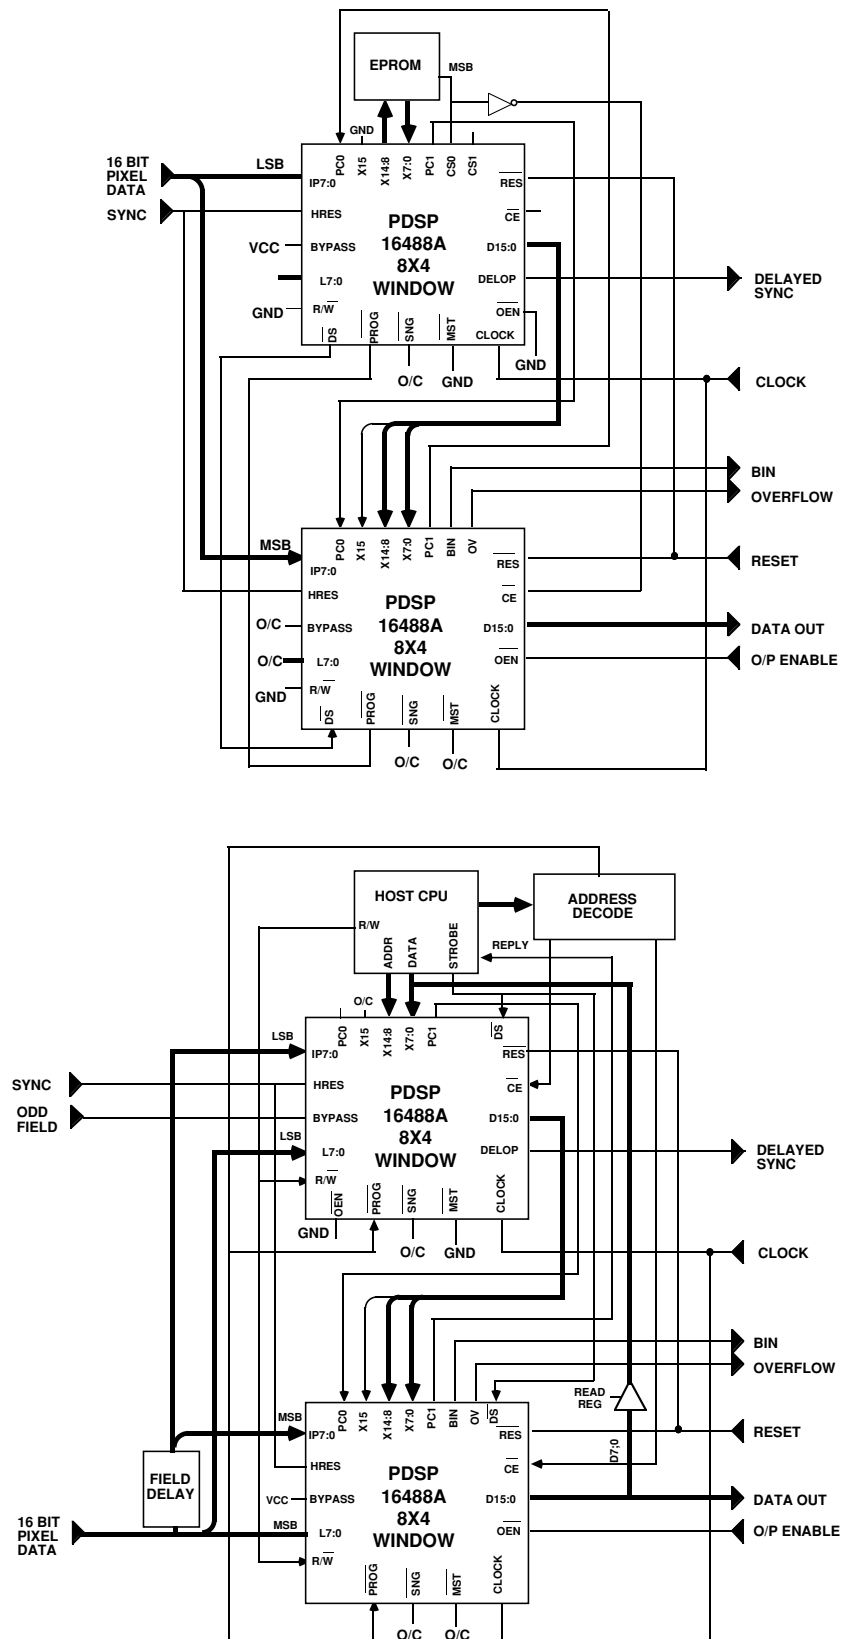 EPROM
MSB
GND
PC0
X15
X14:8
X7:0
PC1
CS0
CS1
16 BIT
PIXEL
DATA
LSB
IP7:0
RES
SYNC
HRES
CE
PDSP
16488A
8X4
WINDOW
VCC
BYPASS
D15:0
L7:0
DELOP
DELAYED
SYNC
GND
R/W
OEN
DS
PROG
SNG
MST
CLOCK
O/C
GND
GND
CLOCK
BIN
OVERFLOW
PC0
X15
X14:8
X7:0
PC1
BIN
OV
MSB
IP7:0
RES
RESET
HRES
CE
PDSP
16488A
8X4
WINDOW
O/C
BYPASS
D15:0
DATA OUT
O/C
L7:0
OEN
O/P ENABLE
GND
R/W
DS
PROG
SNG
MST
CLOCK
O/C
O/C
HOST CPU
R/W
ADDR
DATA
STROBE
ADDRESS
DECODE
REPLY
O/C
PC0
X15
X14:8
X7:0
PC1
DS
LSB
IP7:0
RES
SYNC
HRES
CE
ODD
FIELD
BYPASS
PDSP
16488A
8X4
WINDOW
D15:0
LSB
L7:0
DELOP
DELAYED
SYNC
R/W
OEN
PROG
SNG
MST
CLOCK
GND
O/C
GND
CLOCK
BIN
OVERFLOW
READ
REG
PC0
X15
X14:8
X7:0
PC1
BIN
OV
DS
MSB
IP7:0
RES
RESET
D7;0
HRES
CE
FIELD
DELAY
PDSP
16488A
8X4
WINDOW
VCC
BYPASS
D15:0
DATA OUT
16 BIT
PIXEL
DATA
MSB
L7:0
OEN
O/P ENABLE
R/W
PROG
SNG
MST
CLOCK
O/C
O/C